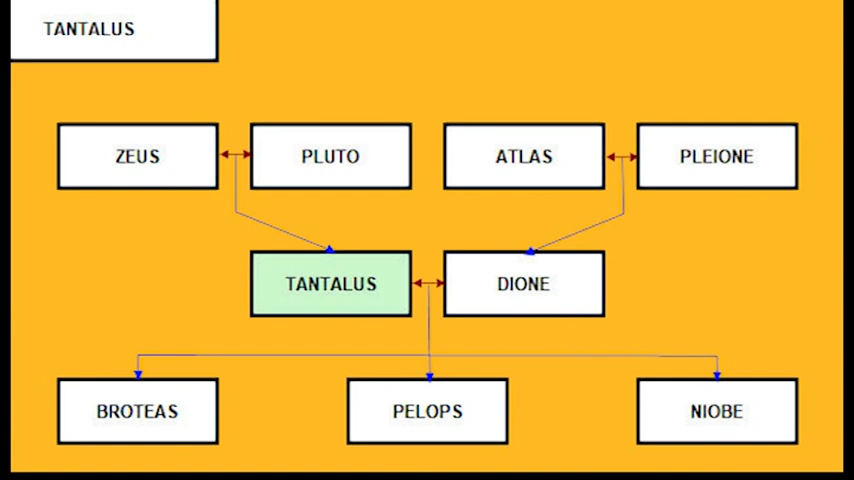 TANTALUS
ZEUS
PLUTO
ATLAS
PLEIONE
TANTALUS
DIONE
BROTEAS
PELOPS
NIOBE